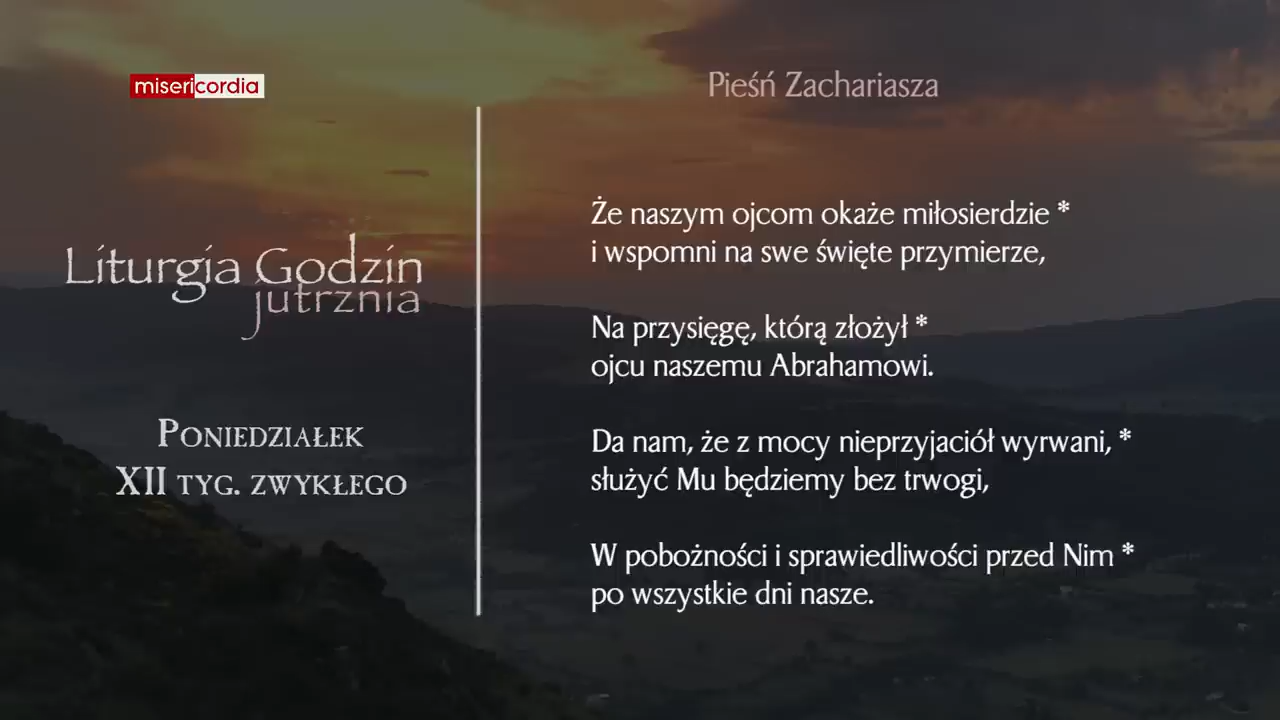 misericordia
Liturgia Godzin
jutrznia
Poniedziałek
XII tyg. zwykłego
Pieśń Zachariasza
Że naszym ojcom okaże miłosierdzie *
i wspomni na swe święte przymierze,
Na przysięgę, którą złożył *
ojcu naszemu Abrahamowi.
Da nam, że z mocy nieprzyjaciół wyrwani, *
służyć Mu będziemy bez trwogi,
W pobożności i sprawiedliwości przed Nim *
po wszystkie dni nasze.